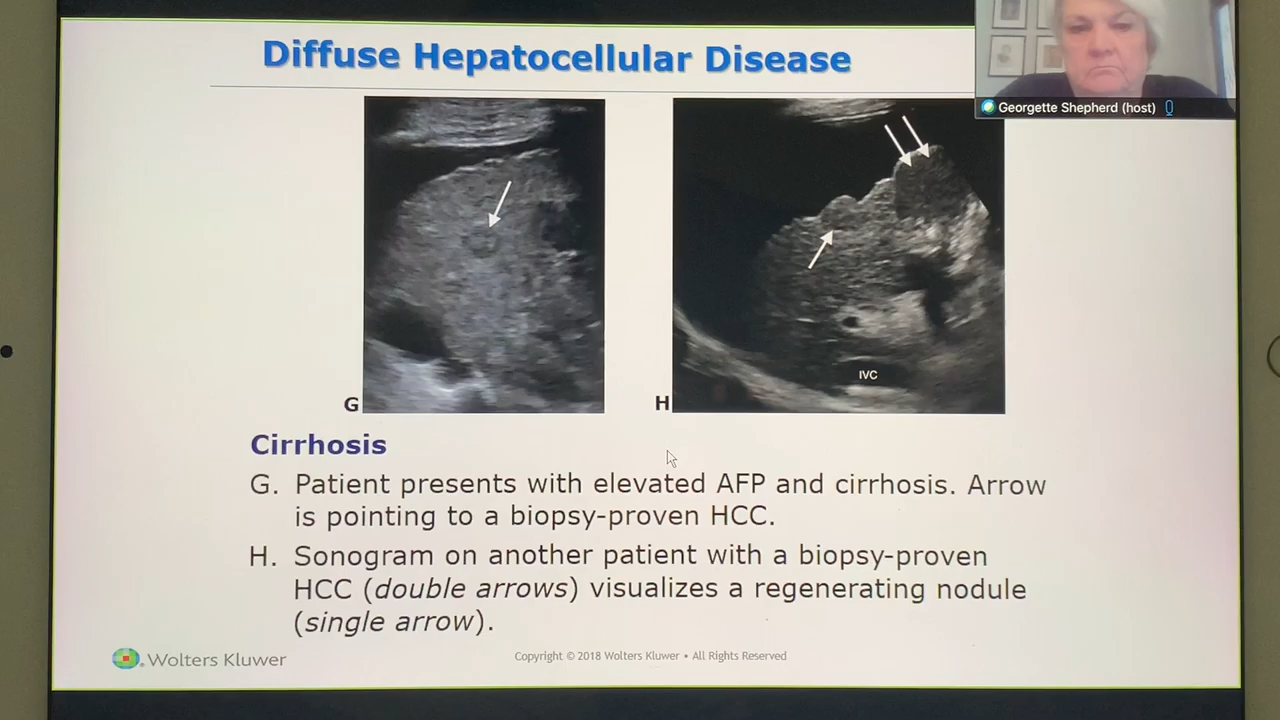 Diffuse Hepatocellular Disease
Georgette Shepherd (host)
IVC
G
H
Cirrhosis
G. Patient presents with elevated AFP and cirrhosis. Arrow
is pointing to a biopsy-proven HCC.
H. Sonogram on another patient with a biopsy-proven
HCC (double arrows) visualizes a regenerating nodule
(single arrow).
Wolters Kluwer
Copyright © 2018 Wolters Kluwer • All Rights Reserved